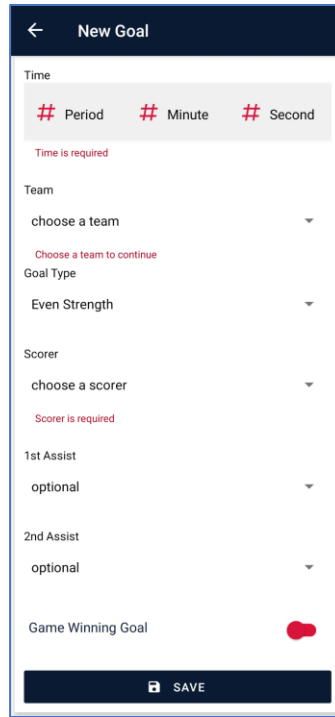 New Goal
Time
# Period # Minute # Second
Time is required
Team
choose a team
Choose a team to continue
Goal Type
Even Strength
Scorer
choose a scorer
Scorer is required
1st Assist
optional
2nd Assist
optional
Game Winning Goal
SAVE